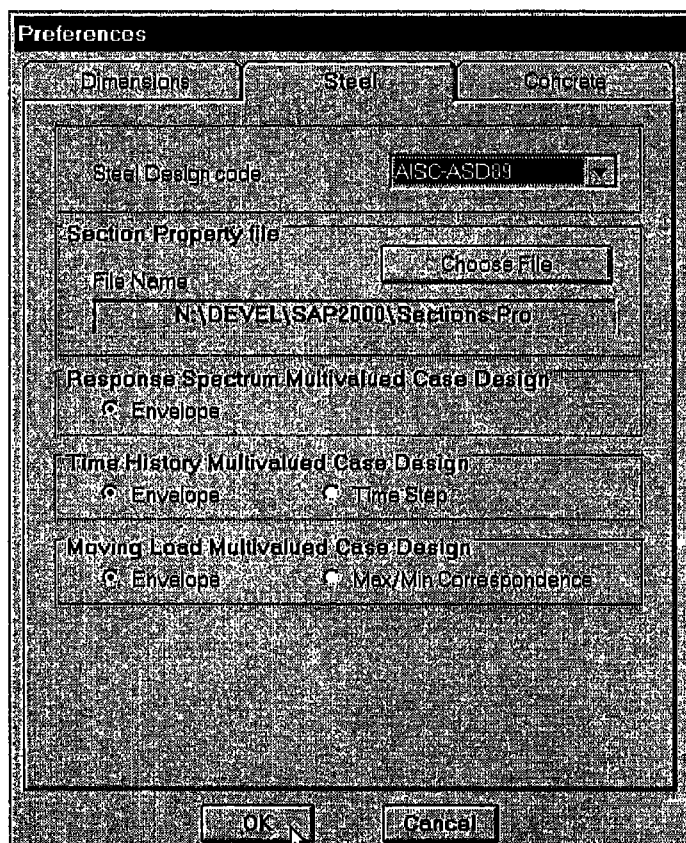 Preferences
Dimensions Steel Concrete
Steel Design code AISC-ASD89
Section Property file
Choose File
File Name
N:\DEVEL\SAP2000\Sections.Pro
Response Spectrum Multivalued Case Design
Envelope
Time History Multivalued Case Design
Envelope Time Step
Moving Load Multivalued Case Design
Envelope Max/Min Correspondence
OK Cancel